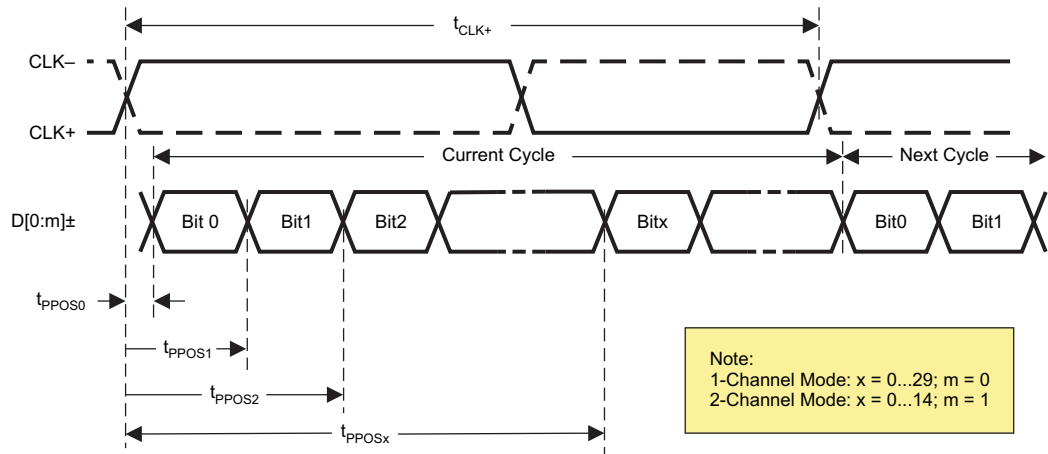 tCLK+
CLK–
CLK+
Current Cycle
Next Cycle
D[0:m]±
Bit 0
Bit1
Bit2
Bitx
Bit0
Bit1
tPPOS0
tPPOS1
tPPOS2
tPPOSx
Note:
1-Channel Mode: x = 0...29; m = 0
2-Channel Mode: x = 0...14; m = 1